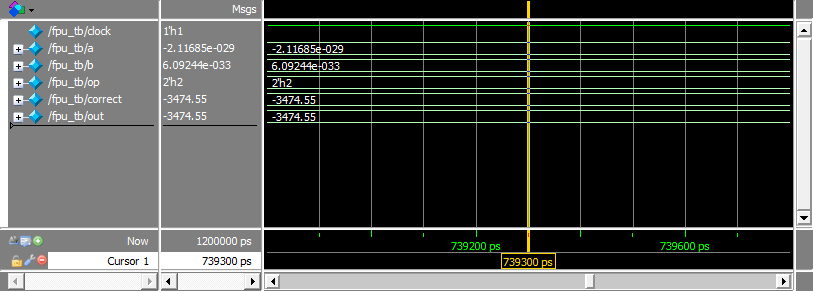 Msgs
/fpu_tb/clock 1'h1
/fpu_tb/a -2.11685e-029 -2.11685e-029
/fpu_tb/b 6.09244e-033 6.09244e-033
/fpu_tb/op 2'h2 2'h2
/fpu_tb/correct -3474.55 -3474.55
/fpu_tb/out -3474.55 -3474.55
Now 1200000 ps 739200 ps 739600 ps
Cursor 1 739300 ps 739300 ps